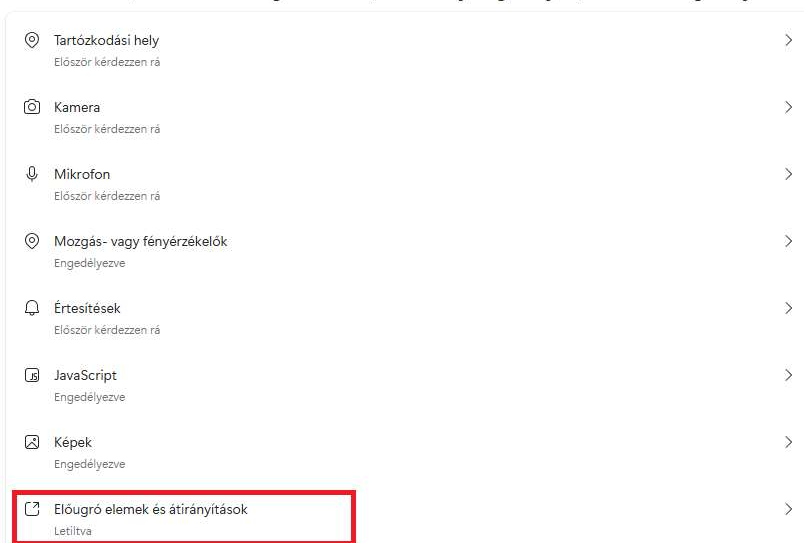 Tartózkodási hely
Először kérdezzen rá
Kamera
Először kérdezzen rá
Mikrofon
Először kérdezzen rá
Mozgás- vagy fényérzékelők
Engedélyezve
Értesítések
Először kérdezzen rá
JS JavaScript
Engedélyezve
Képek
Engedélyezve
Előugró elemek és átirányítások
Letiltva